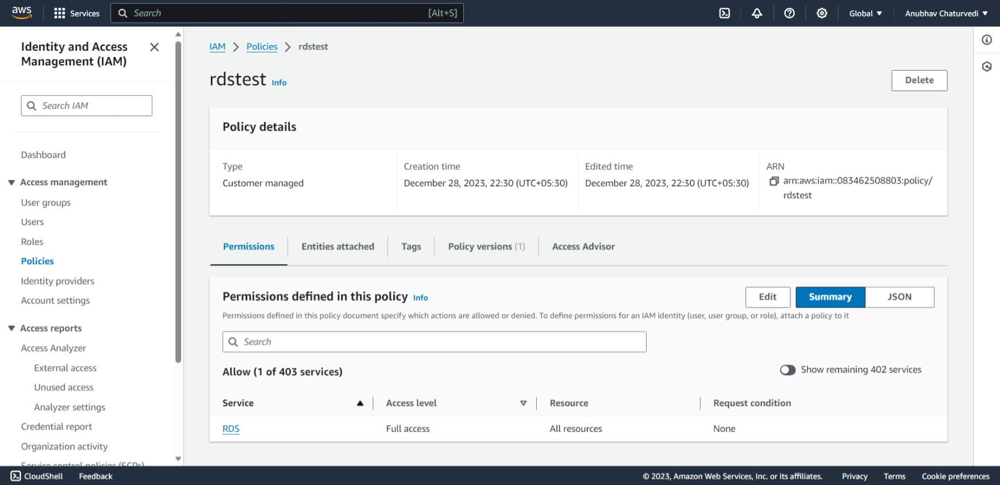 aws
Services
Search
[Alt+S]
Global
Anubhav Chaturvedi
Identity and Access
Management (IAM)
Search IAM
Dashboard
Access management
User groups
Users
Roles
Policies
Identity providers
Account settings
Access reports
Access Analyzer
External access
Unused access
Analyzer settings
Credential report
Organization activity
Service control policies (SCPs)
IAM
Policies
rdstest
rdstest Info
Delete
Policy details
Type
Customer managed
Creation time
December 28, 2023, 22:30 (UTC+05:30)
Edited time
December 28, 2023, 22:30 (UTC+05:30)
ARN
arn:aws:iam::083462508803:policy/
rdstest
Permissions
Entities attached
Tags
Policy versions (1)
Access Advisor
Permissions defined in this policy Info
Edit
Summary
JSON
Permissions defined in this policy document specify which actions are allowed or denied. To define permissions for an IAM identity (user, user group, or role), attach a policy to it
Search
Allow (1 of 403 services)
Show remaining 402 services
Service
Access level
Resource
Request condition
RDS
Full access
All resources
None
CloudShell
Feedback
© 2023, Amazon Web Services, Inc. or its affiliates.
Privacy
Terms
Cookie preferences